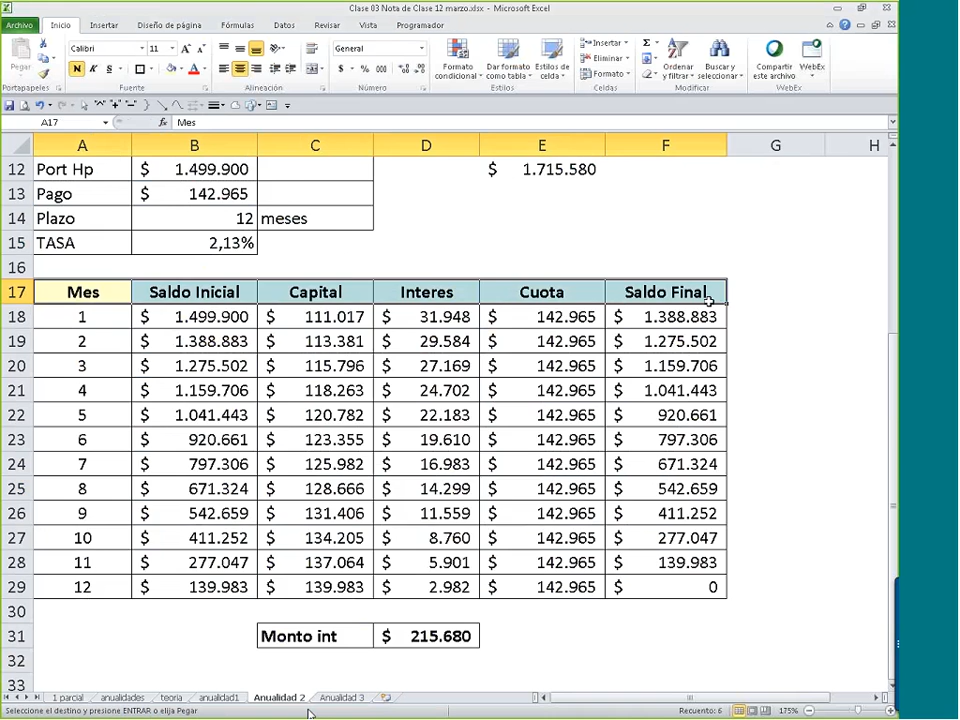 Clase 03 Nota de Clase 12 marzo.xlsx - Microsoft Excel
Archivo Inicio Insertar Diseño de página Fórmulas Datos Revisar Vista Programador
Pegar
Calibri 11
N K S
General
$ % 000
Formato condicional
Dar formato como tabla
Estilos de celda
Insertar
Eliminar
Formato
Ordenar y filtrar
Buscar y seleccionar
Compartir este archivo
WebEx
Portapapeles Fuente Alineación Número Estilos Celdas Modificar WebEx
A17 fx Mes
A B C D E F G H
12 Port Hp $ 1.499.900 $ 1.715.580
13 Pago $ 142.965
14 Plazo 12 meses
15 TASA 2,13%
16
17 Mes Saldo Inicial Capital Interes Cuota Saldo Final
18 1 $ 1.499.900 $ 111.017 $ 31.948 $ 142.965 $ 1.388.883
19 2 $ 1.388.883 $ 113.381 $ 29.584 $ 142.965 $ 1.275.502
20 3 $ 1.275.502 $ 115.796 $ 27.169 $ 142.965 $ 1.159.706
21 4 $ 1.159.706 $ 118.263 $ 24.702 $ 142.965 $ 1.041.443
22 5 $ 1.041.443 $ 120.782 $ 22.183 $ 142.965 $ 920.661
23 6 $ 920.661 $ 123.355 $ 19.610 $ 142.965 $ 797.306
24 7 $ 797.306 $ 125.982 $ 16.983 $ 142.965 $ 671.324
25 8 $ 671.324 $ 128.666 $ 14.299 $ 142.965 $ 542.659
26 9 $ 542.659 $ 131.406 $ 11.559 $ 142.965 $ 411.252
27 10 $ 411.252 $ 134.205 $ 8.760 $ 142.965 $ 277.047
28 11 $ 277.047 $ 137.064 $ 5.901 $ 142.965 $ 139.983
29 12 $ 139.983 $ 139.983 $ 2.982 $ 142.965 $ 0
30
31 Monto int $ 215.680
32
33
1 parcial anualidades teoria anualidad1 Anualidad 2 Anualidad 3
Seleccione el destino y presione ENTRAR o elija Pegar Recuento: 6 175%